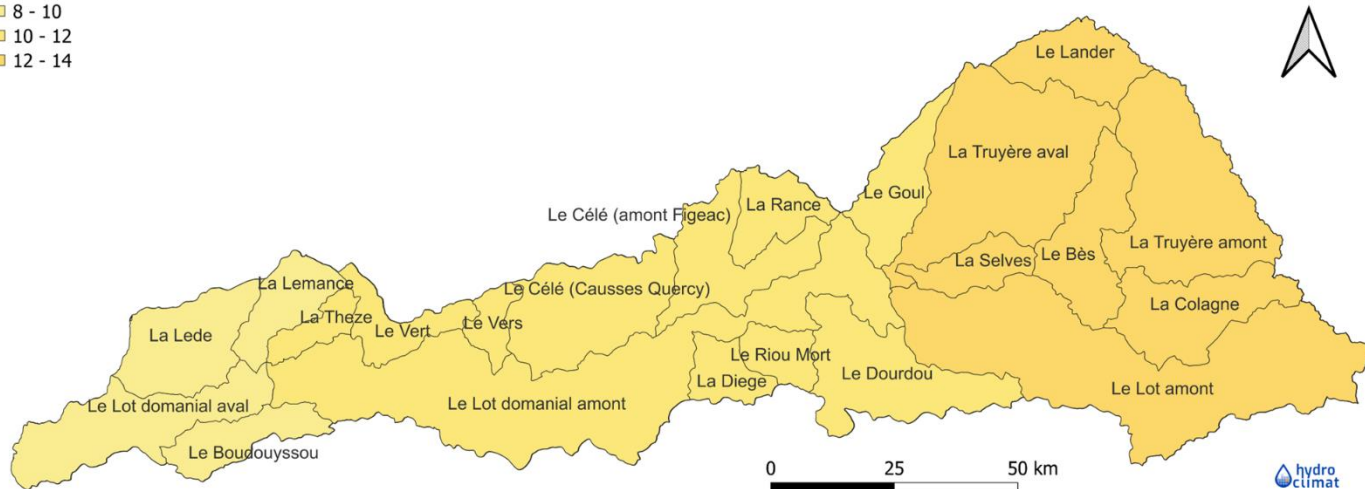 8 - 10
10 - 12
12 - 14
Le Lander
La Truyère aval
Le Goul
La Rance
Le Célé (amont Figeac)
La Truyère amont
Le Bès
La Selves
La Lemance
Le Célé (Causses Quercy)
La Colagne
La Theze
Le Vers
Le Vert
La Lede
Le Riou Mort
Le Dourdou
La Diege
Le Lot amont
Le Lot domanial aval
Le Lot domanial amont
Le Boudouyssou
0 25 50 km
hydro
climat